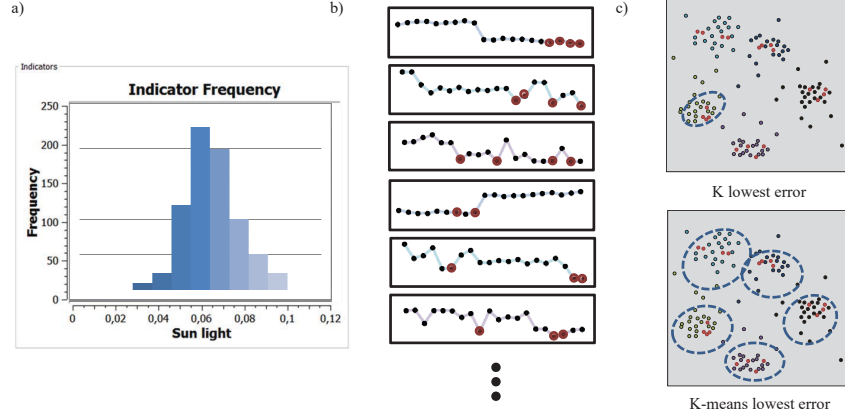 a)
b)
c)
Indicators
Indicator Frequency
250
200
150
100
50
0
Frequency
0
0,02
0,04
0,06
0,08
0,1
0,12
Sun light
K lowest error
K-means lowest error